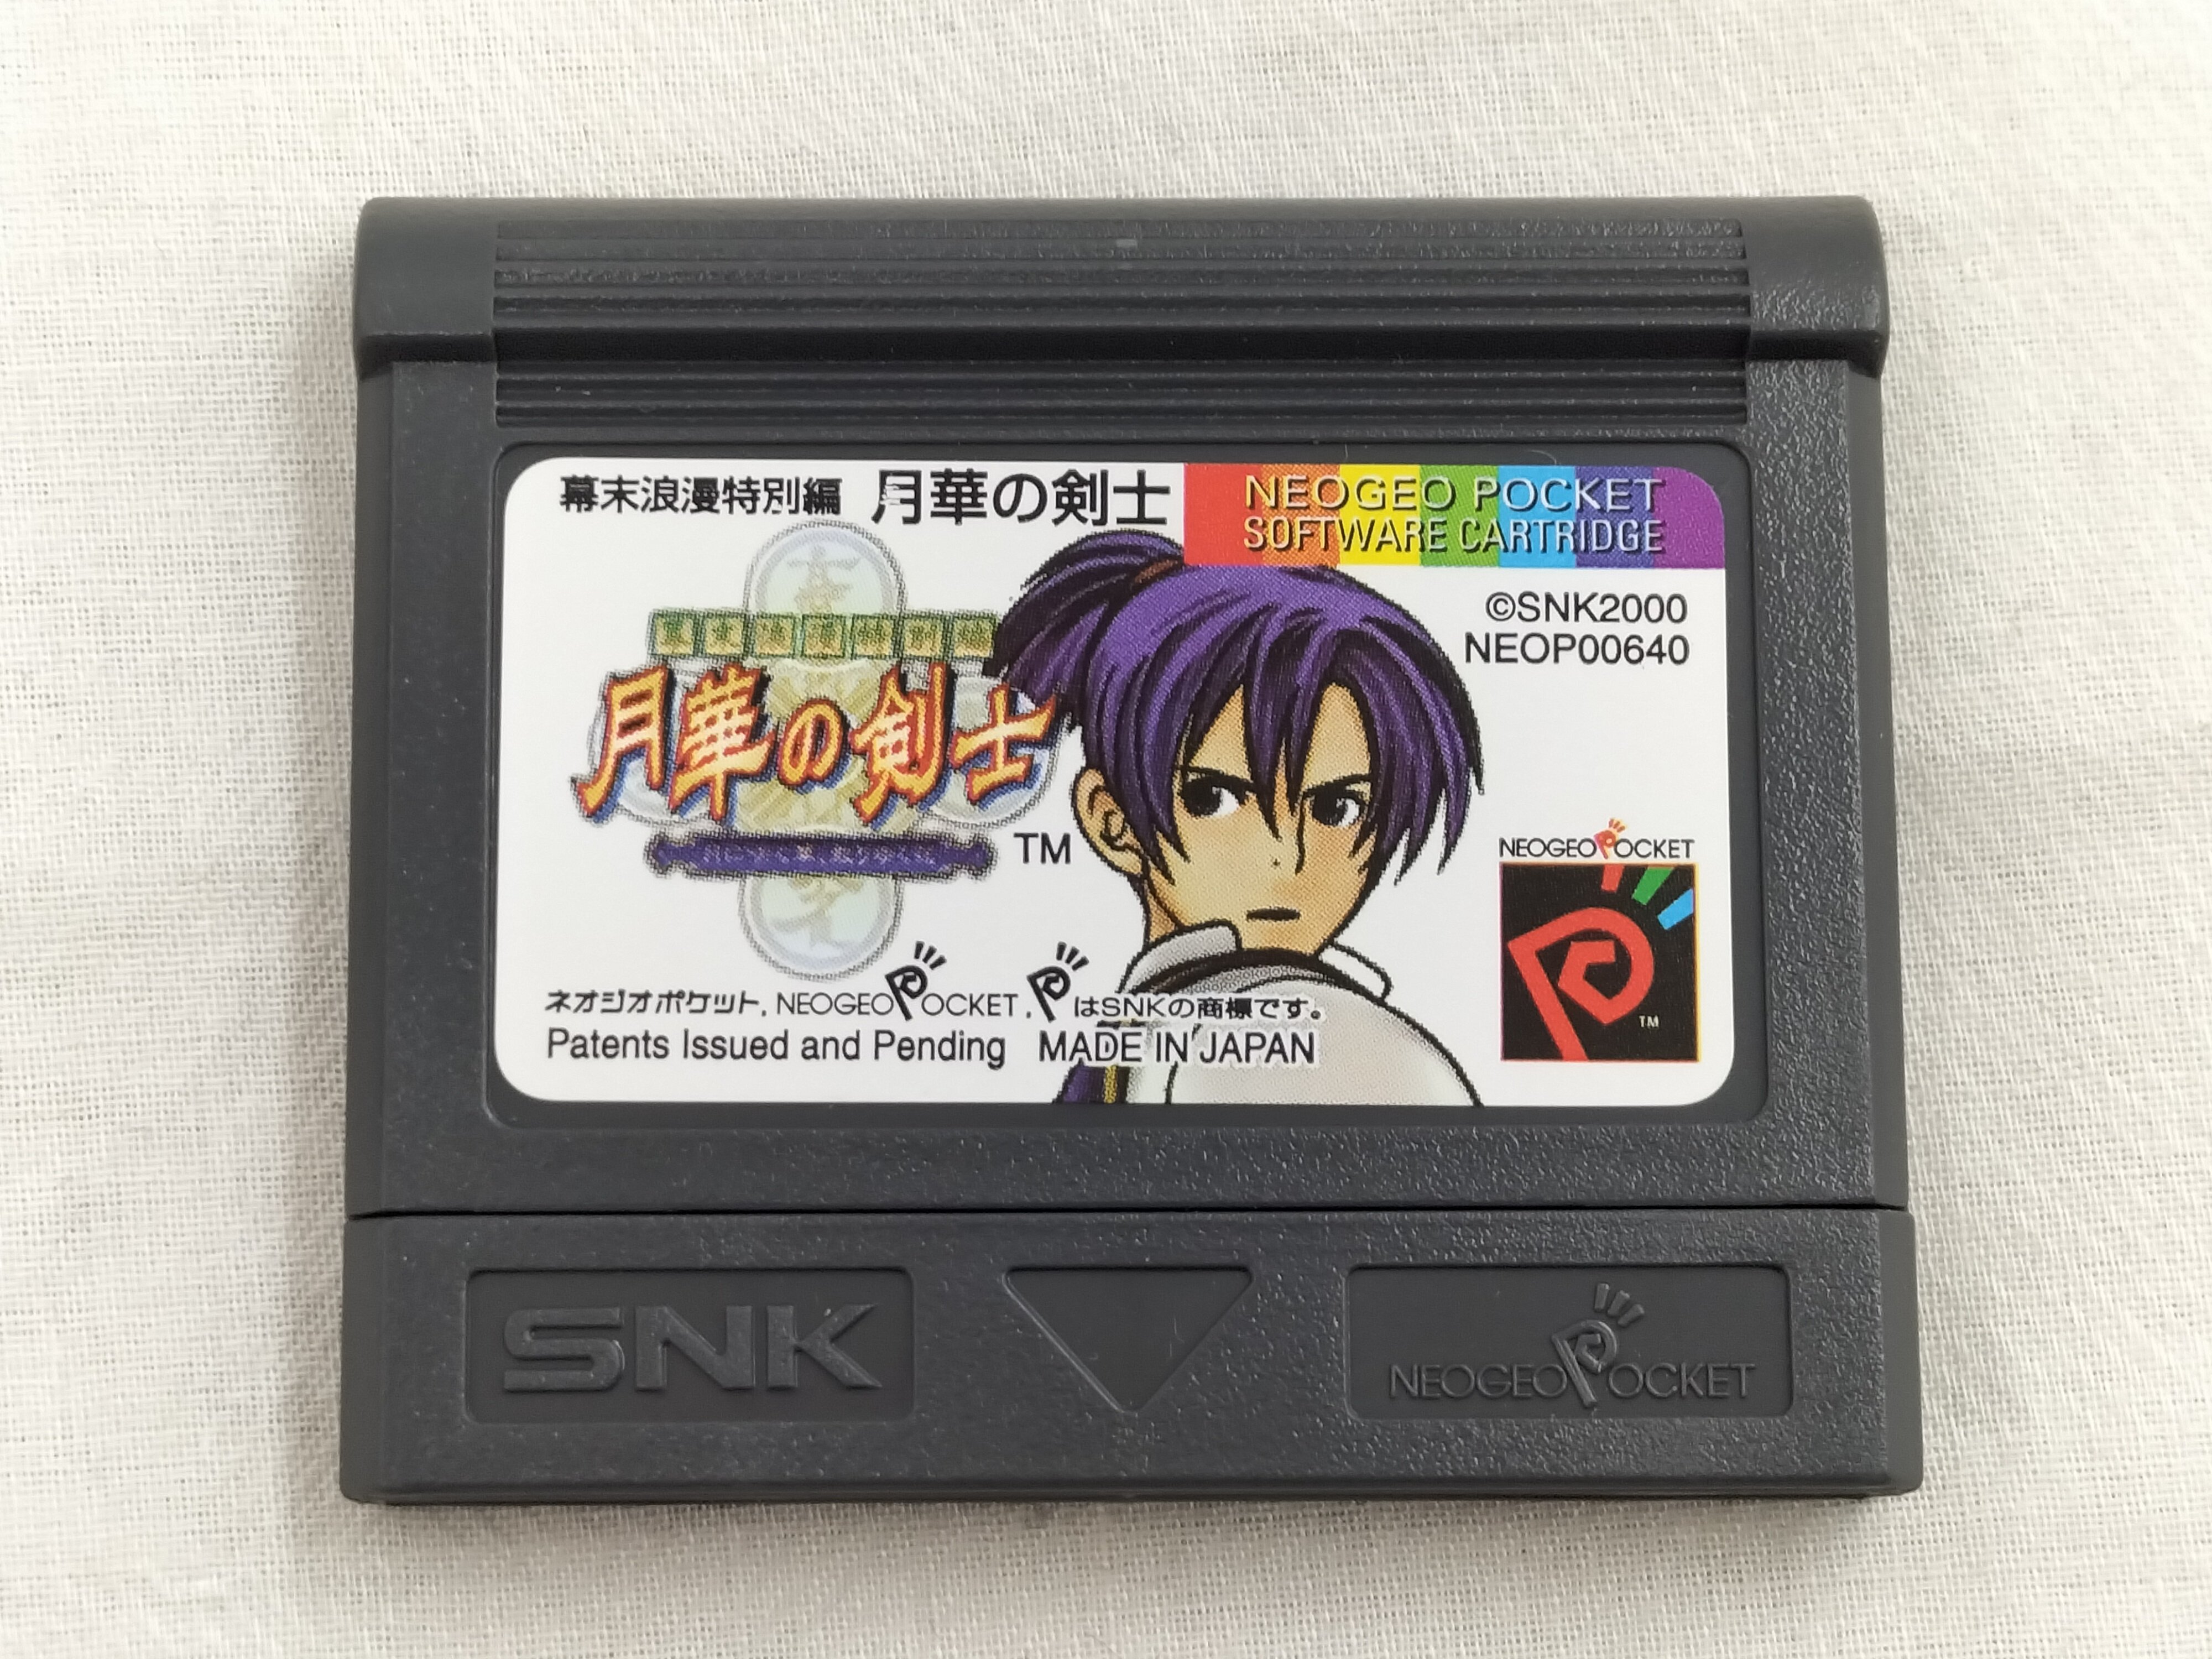 幕末浪漫特別編 月華の剣士
NEOGEO POCKET
SOFTWARE CARTRIDGE
©SNK2000
NEOP00640
月華の剣士
TM
NEOGEO POCKET
TM
ネオジオポケット, NEOGEO POCKET , P はSNKの商標です。
Patents Issued and Pending MADE IN JAPAN
SNK
NEOGEO POCKET